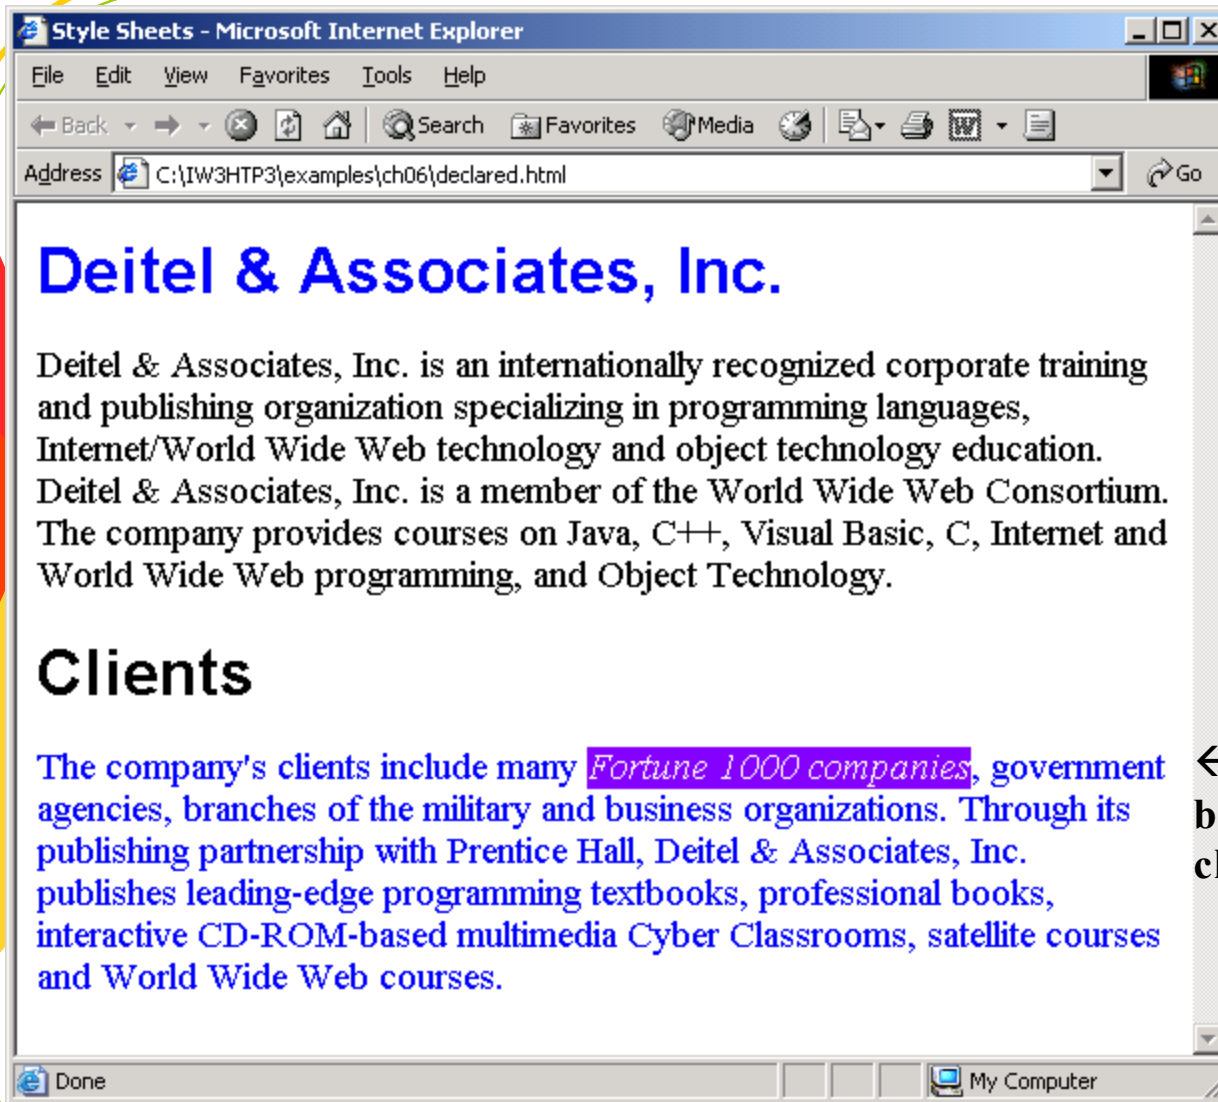 Style Sheets - Microsoft Internet Explorer
File Edit View Favorites Tools Help
Back Search Favorites Media W
Address C:\IW3HTP3\examples\ch06\declared.html Go
Deitel & Associates, Inc.
Deitel & Associates, Inc. is an internationally recognized corporate training
and publishing organization specializing in programming languages,
Internet/World Wide Web technology and object technology education.
Deitel & Associates, Inc. is a member of the World Wide Web Consortium.
The company provides courses on Java, C++, Visual Basic, C, Internet and
World Wide Web programming, and Object Technology.
Clients
The company's clients include many Fortune 1000 companies, government
agencies, branches of the military and business organizations. Through its
publishing partnership with Prentice Hall, Deitel & Associates, Inc.
publishes leading-edge programming textbooks, professional books,
interactive CD-ROM-based multimedia Cyber Classrooms, satellite courses
and World Wide Web courses.
Done My Computer